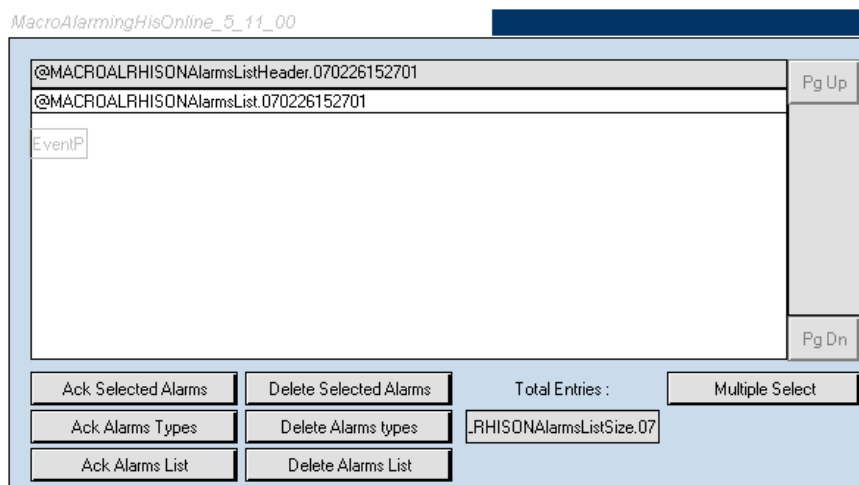 MacroAlarmingHisOnline_5_11_00
@MACROALRHISONAlarmsListHeader.070226152701
Pg Up
@MACROALRHISONAlarmsList.070226152701
EventP
Pg Dn
Ack Selected Alarms
Delete Selected Alarms
Total Entries :
Multiple Select
Ack Alarms Types
Delete Alarms types
.RHISONAlarmsListSize.07
Ack Alarms List
Delete Alarms List